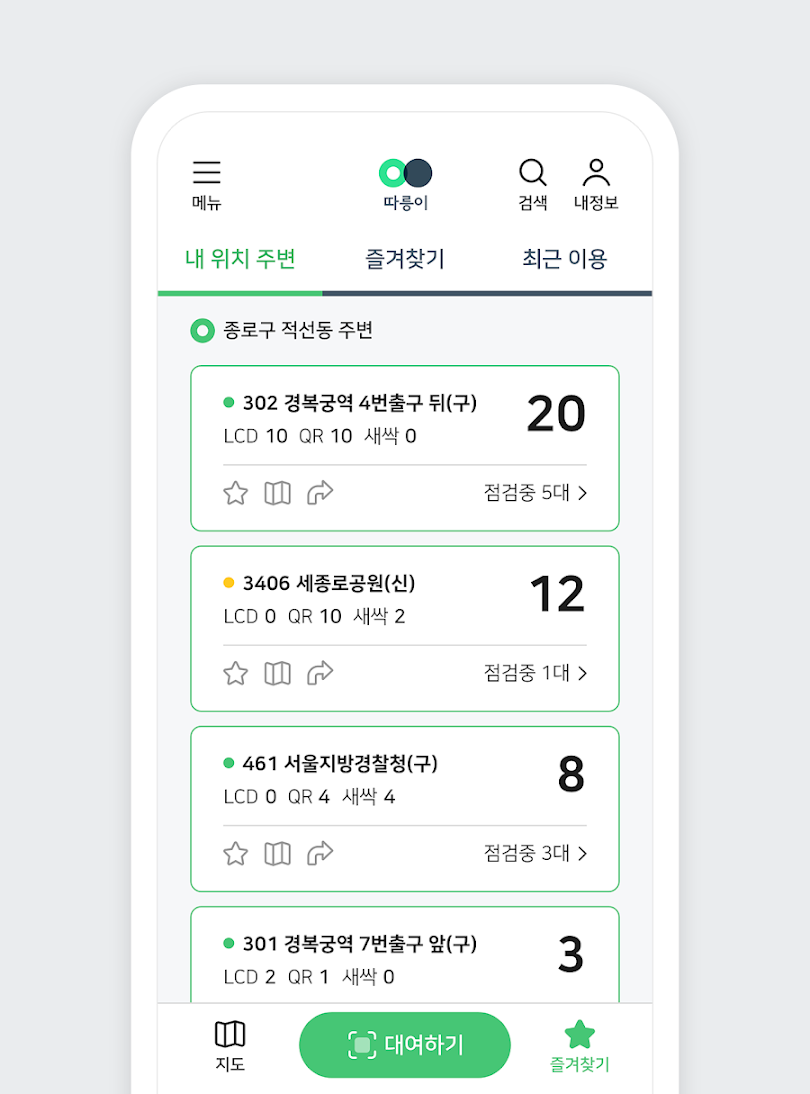 메뉴
따릉이
검색
내정보
내 위치 주변 즐겨찾기 최근 이용
종로구 적선동 주변
302 경복궁역 4번출구 뒤(구)
20
LCD 10 QR 10 새싹 0
점검중 5대 >
3406 세종로공원(신)
12
LCD 0 QR 10 새싹 2
점검중 1대 >
461 서울지방경찰청(구)
8
LCD 0 QR 4 새싹 4
점검중 3대 >
301 경복궁역 7번출구 앞(구)
3
LCD 2 QR 1 새싹 0
지도
대여하기
즐겨찾기